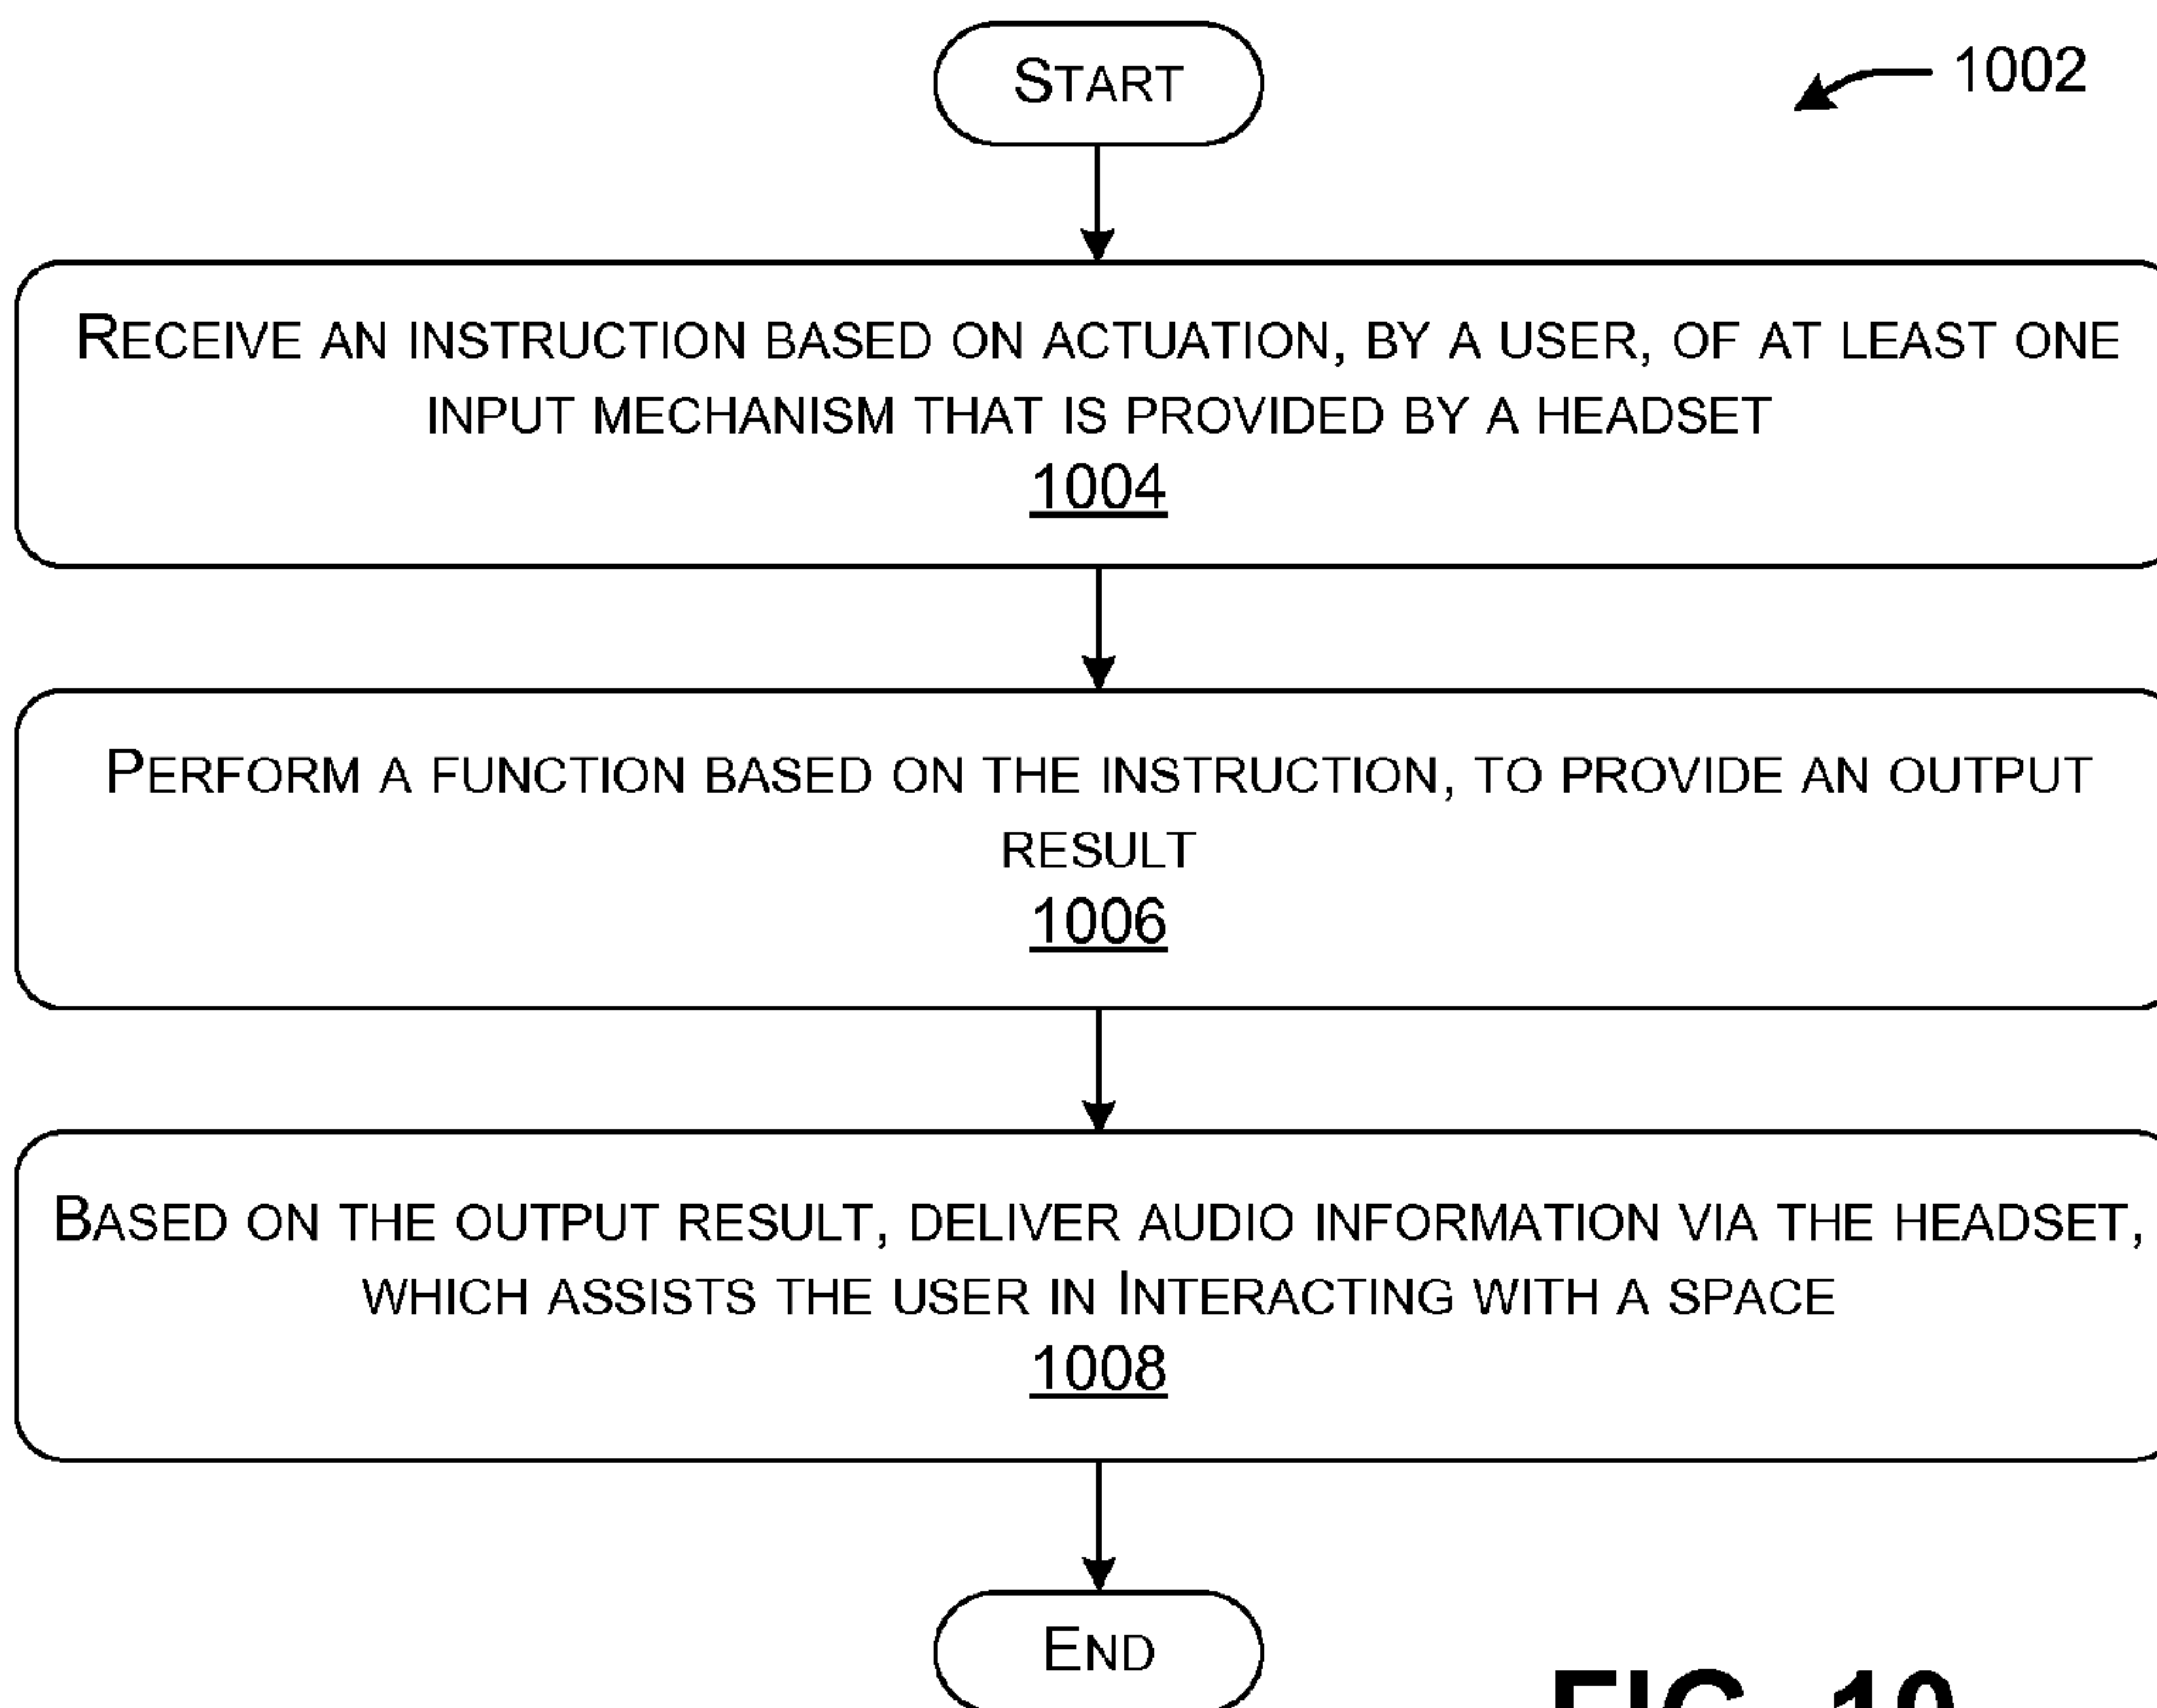 START
1002
RECEIVE AN INSTRUCTION BASED ON ACTUATION, BY A USER, OF AT LEAST ONE
INPUT MECHANISM THAT IS PROVIDED BY A HEADSET
1004
PERFORM A FUNCTION BASED ON THE INSTRUCTION, TO PROVIDE AN OUTPUT
RESULT
1006
BASED ON THE OUTPUT RESULT, DELIVER AUDIO INFORMATION VIA THE HEADSET,
WHICH ASSISTS THE USER IN INTERACTING WITH A SPACE
1008
END
FIG. 10